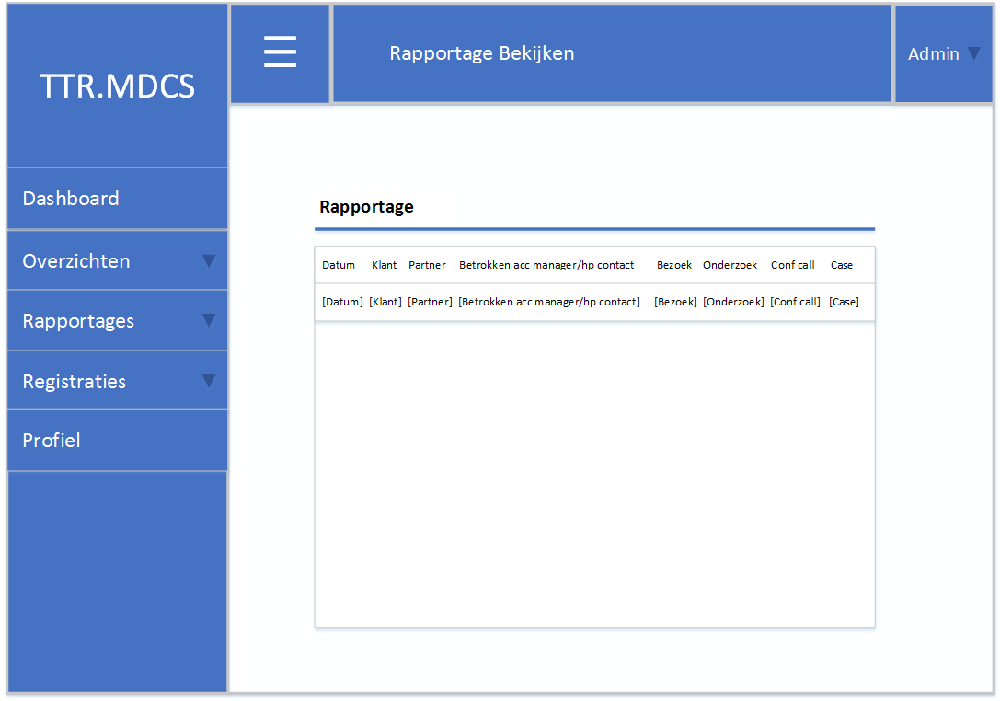 TTR.MDCS
Rapportage Bekijken
Admin
Dashboard
Overzichten
Rapportages
Registraties
Profiel
Rapportage
Datum Klant Partner Betrokken acc manager/hp contact Bezoek Onderzoek Conf call Case
[Datum] [Klant] [Partner] [Betrokken acc manager/hp contact] [Bezoek] [Onderzoek] [Conf call] [Case]